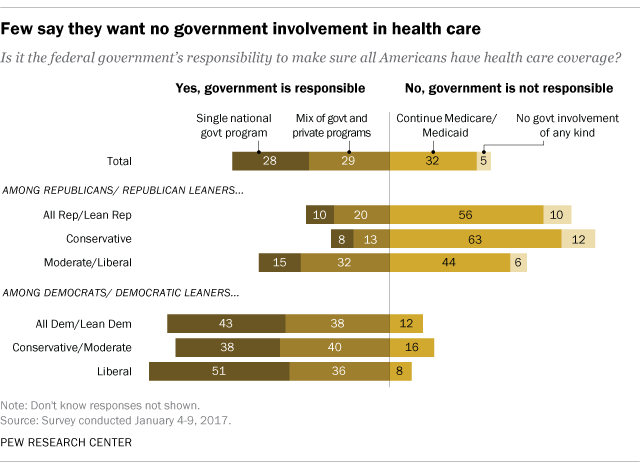 Few say they want no government involvement in health care
Is it the federal government's responsibility to make sure all Americans have health care coverage?
Yes, government is responsible No, government is not responsible
Single national govt program
Mix of govt and private programs
Continue Medicare/ Medicaid
No govt involvement of any kind
Total 28 29 32 5
AMONG REPUBLICANS/ REPUBLICAN LEANERS...
All Rep/Lean Rep 10 20 56 10
Conservative 8 13 63 12
Moderate/Liberal 15 32 44 6
AMONG DEMOCRATS/ DEMOCRATIC LEANERS...
All Dem/Lean Dem 43 38 12
Conservative/Moderate 38 40 16
Liberal 51 36 8
Note: Don't know responses not shown.
Source: Survey conducted January 4-9, 2017.
PEW RESEARCH CENTER